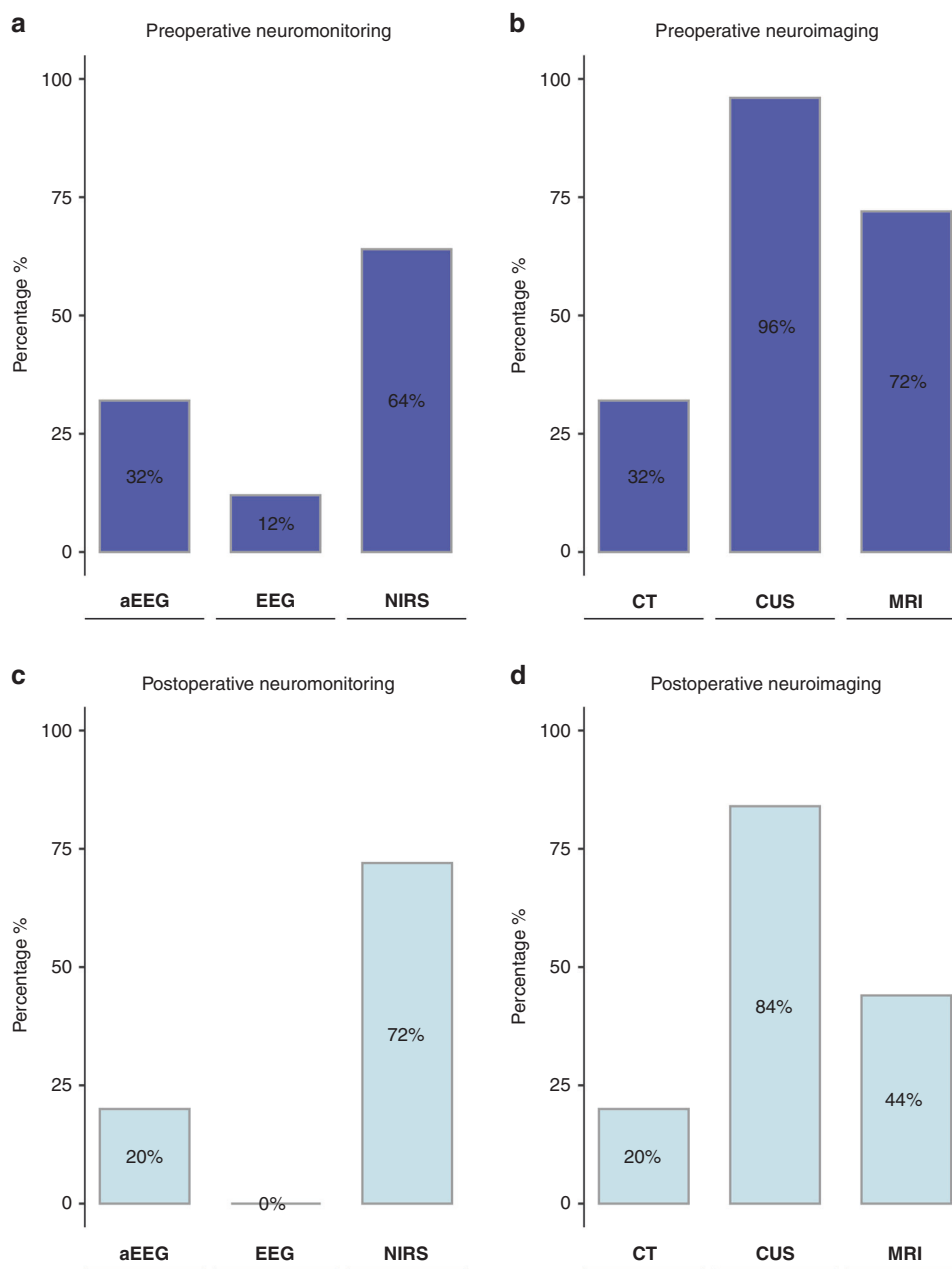 a
Preoperative neuromonitoring
100
75
50
25
0
Percentage %
32%
12%
64%
aEEG
EEG
NIRS
b
Preoperative neuroimaging
100
75
50
25
0
Percentage %
32%
96%
72%
CT
CUS
MRI
c
Postoperative neuromonitoring
100
75
50
25
0
Percentage %
20%
0%
72%
aEEG
EEG
NIRS
d
Postoperative neuroimaging
100
75
50
25
0
Percentage %
20%
84%
44%
CT
CUS
MRI